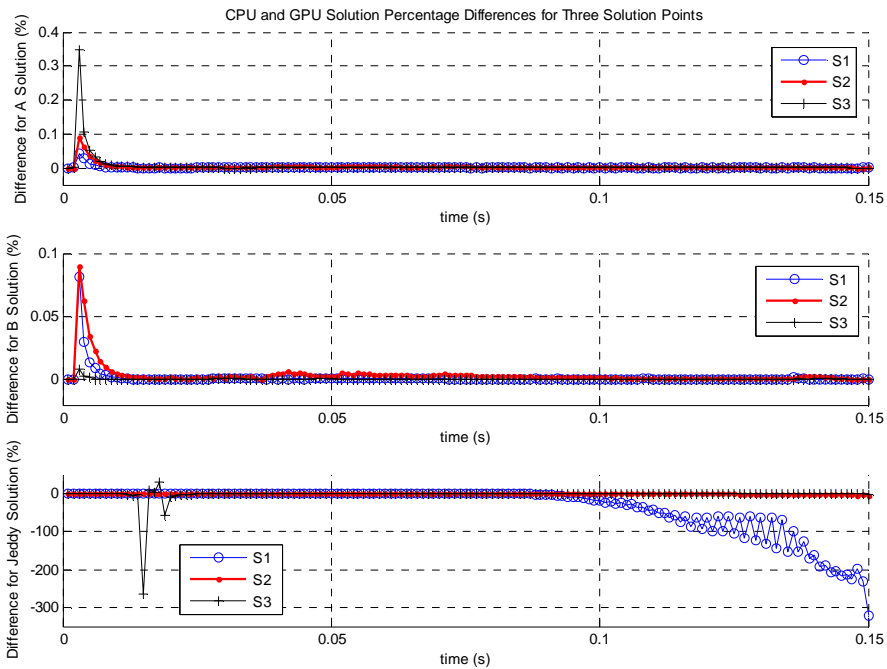 CPU and GPU Solution Percentage Differences for Three Solution Points
Difference for A Solution (%)
0.4
0.3
0.2
0.1
0
S1
S2
S3
0
0.05
0.1
0.15
time (s)
Difference for B Solution (%)
0.1
0.05
0
S1
S2
S3
0
0.05
0.1
0.15
time (s)
Difference for Jeddy Solution (%)
0
-100
-200
-300
S1
S2
S3
0
0.05
0.1
0.15
time (s)